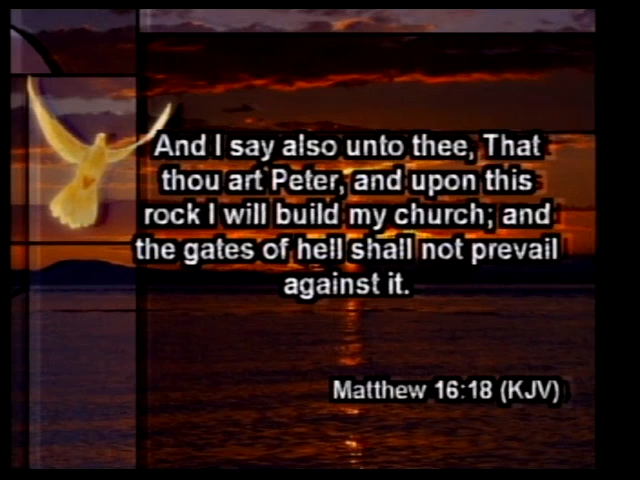 And I say also unto thee, That
thou art Peter, and upon this
rock I will build my church; and
the gates of hell shall not prevail
against it.
Matthew 16:18 (KJV)